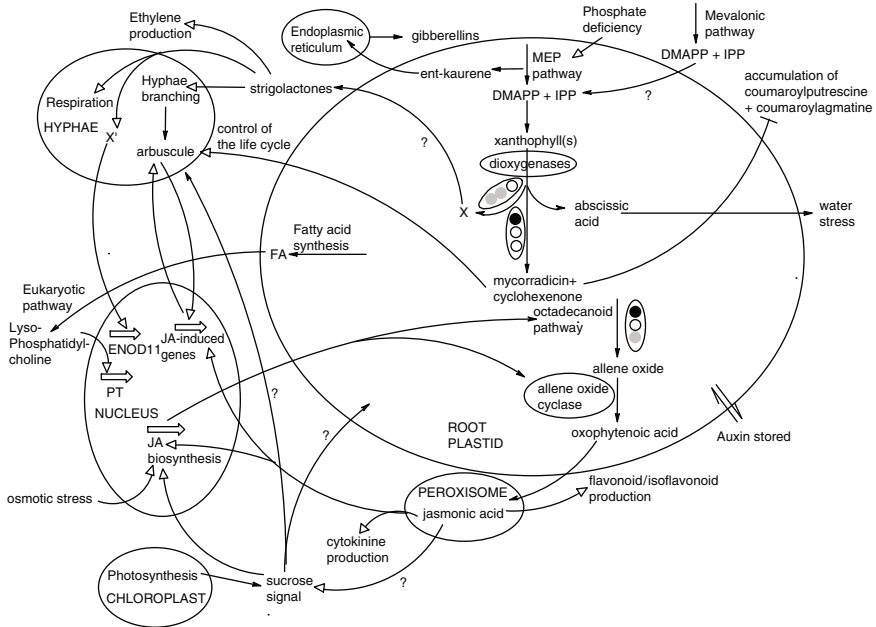 Ethylene
production
Endoplasmic
reticulum
gibberellins
Phosphate
deficiency
Mevalonic
pathway
MEP
pathway
DMAPP + IPP
ent-kaurene
DMAPP + IPP
?
accumulation of
coumaroylputrescine
+ coumaroylagmatine
Respiration
Hyphae
branching
strigolactones
HYPHAE
X'
arbuscule
control of
the life cycle
?
xanthophyll(s)
dioxygenases
X
abscissic
acid
water
stress
Fatty acid
synthesis
FA
mycorradicin+
cyclohexenone
octadecanoid
pathway
Eukaryotic
pathway
Lyso-
Phosphatidyl-
choline
ENOD11
JA-induced
genes
PT
allene oxide
allene oxide
cyclase
NUCLEUS
JA
biosynthesis
?
?
ROOT
PLASTID
oxophytenoic acid
Auxin stored
osmotic stress
PEROXISOME
jasmonic acid
flavonoid/isoflavonoid
production
cytokinine
production
Photosynthesis
CHLOROPLAST
sucrose
signal
?